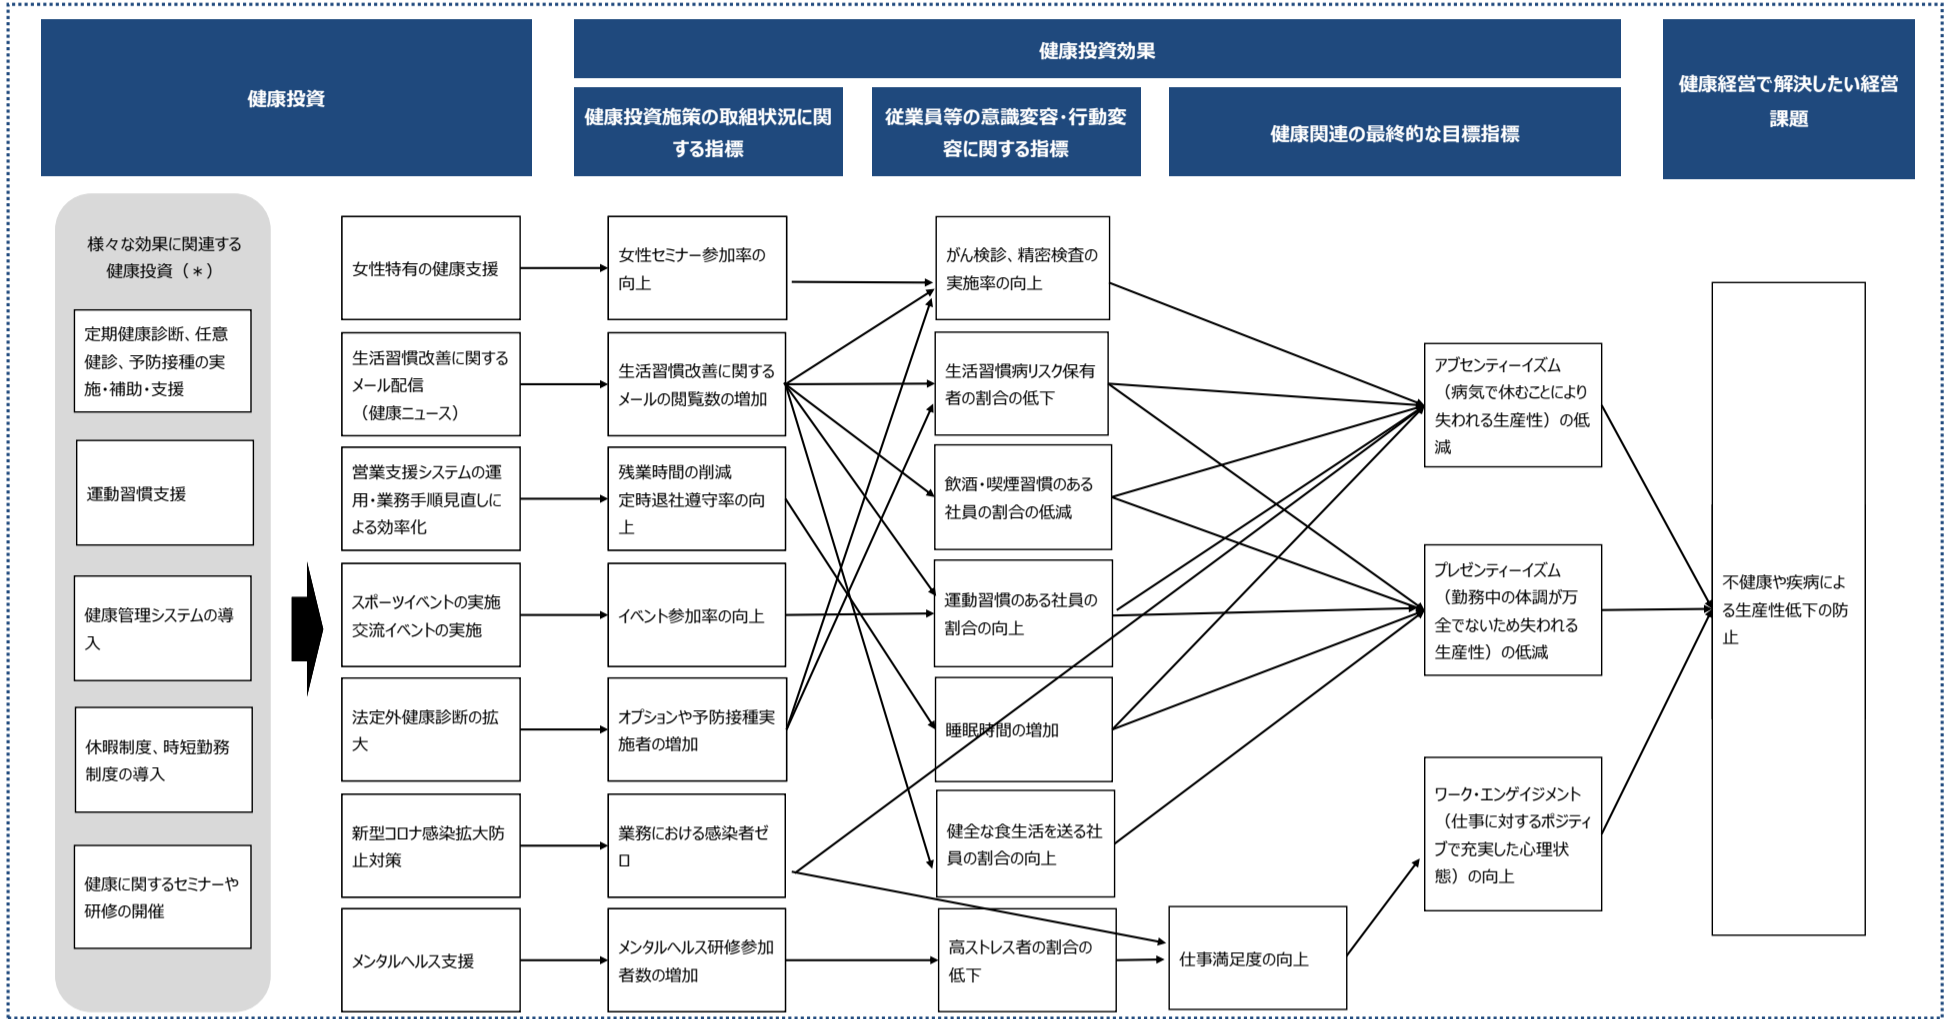 健康投資
健康投資効果
健康投資施策の取組状況に関
する指標
従業員等の意識変容・行動変
容に関する指標
健康関連の最終的な目標指標
健康経営で解決したい経営
課題
様々な効果に関連する
健康投資（＊）
定期健康診断、任意
健診、予防接種の実
施・補助・支援
運動習慣支援
健康管理システムの導
入
休暇制度、時短勤務
制度の導入
健康に関するセミナーや
研修の開催
女性特有の健康支援
生活習慣改善に関する
メール配信
（健康ニュース）
営業支援システムの運
用・業務手順見直しに
よる効率化
スポーツイベントの実施
交流イベントの実施
法定外健康診断の拡
大
新型コロナ感染拡大防
止対策
メンタルヘルス支援
女性セミナー参加率の
向上
生活習慣改善に関する
メールの閲覧数の増加
残業時間の削減
定時退社遵守率の向
上
イベント参加率の向上
オプションや予防接種実
施者の増加
業務における感染者ゼ
ロ
メンタルヘルス研修参加
者数の増加
がん検診、精密検査の
実施率の向上
生活習慣病リスク保有
者の割合の低下
飲酒・喫煙習慣のある
社員の割合の低減
運動習慣のある社員の
割合の向上
睡眠時間の増加
健全な食生活を送る社
員の割合の向上
高ストレス者の割合の
低下
仕事満足度の向上
アブセンティーイズム
（病気で休むことにより
失われる生産性）の低
減
プレゼンティーイズム
（勤務中の体調が万
全でないため失われる
生産性）の低減
ワーク・エンゲイジメント
（仕事に対するポジティ
ブで充実した心理状
態）の向上
不健康や疾病によ
る生産性低下の防
止